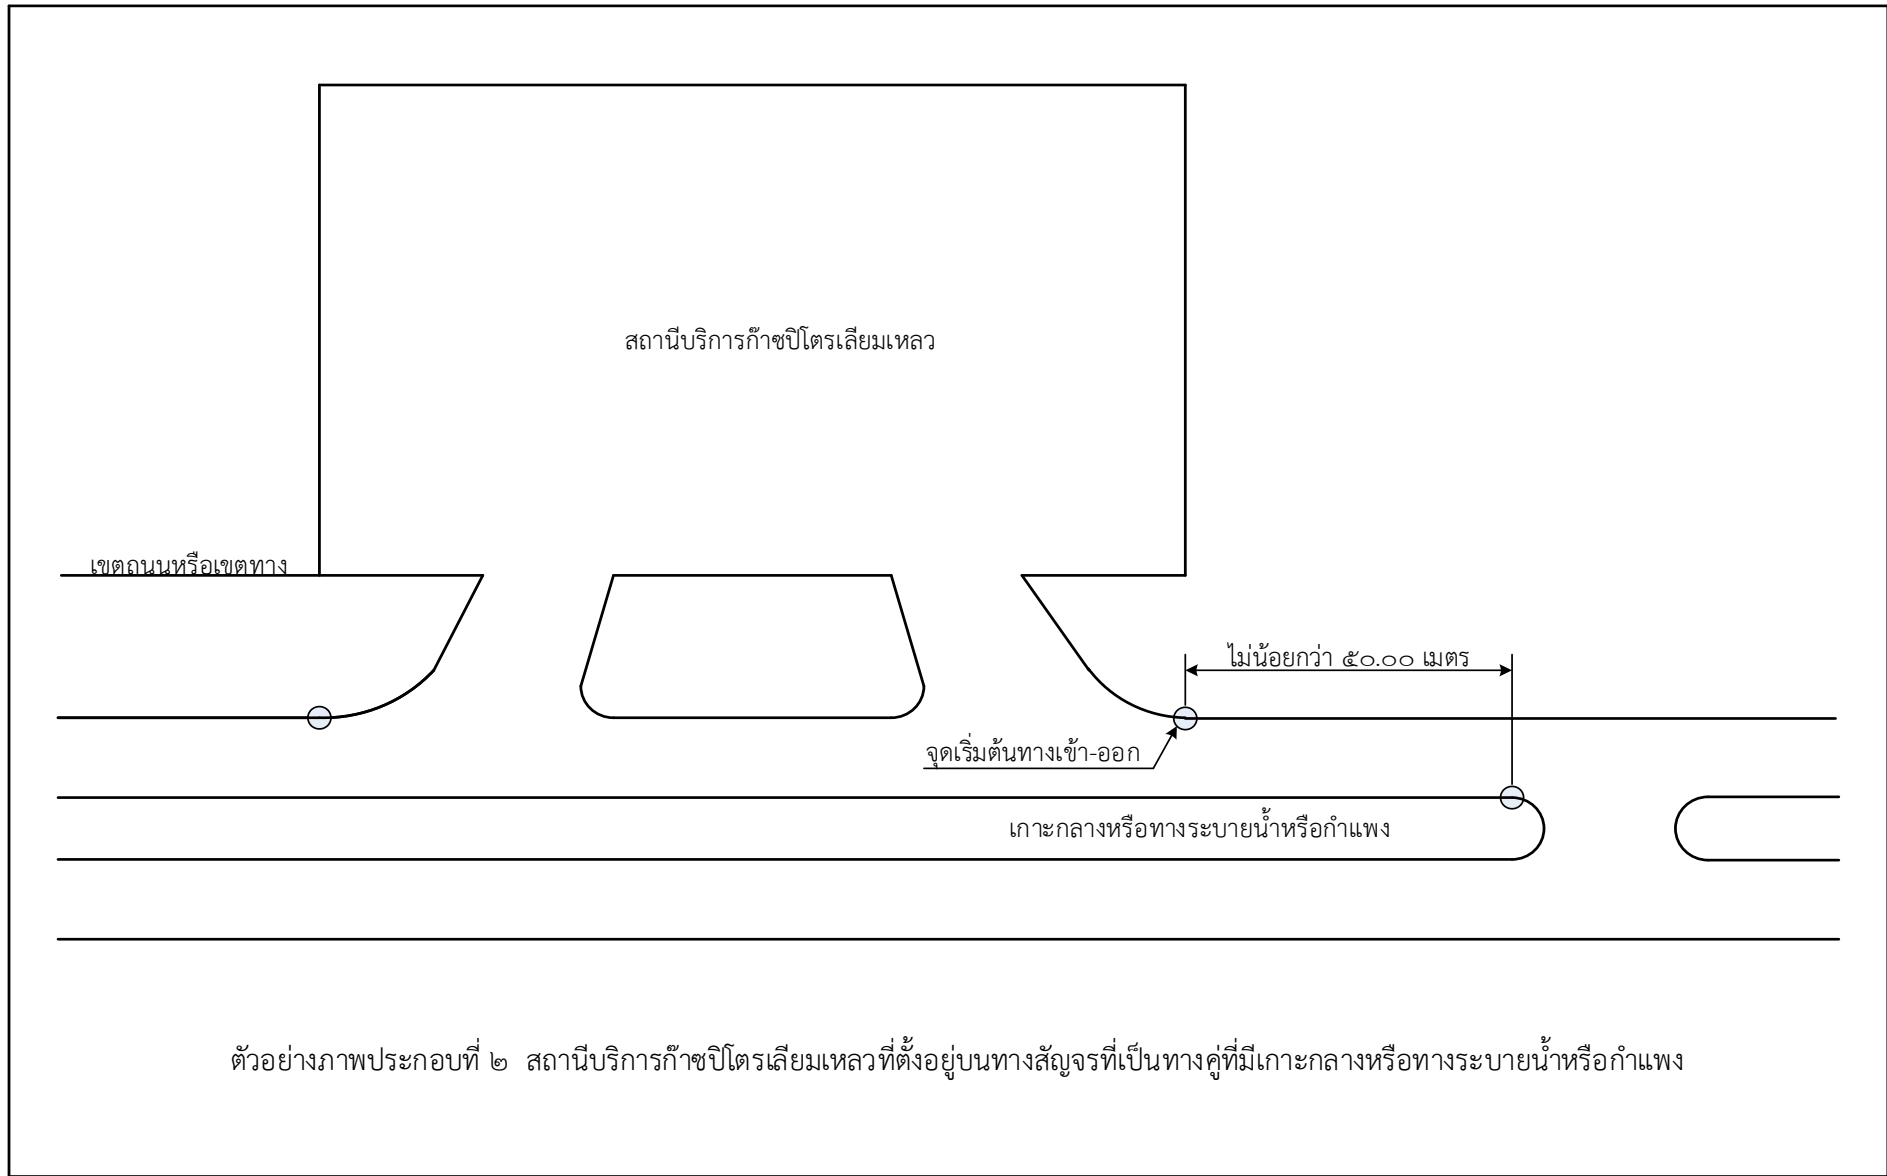 สถานีบริการก๊าซปิโตรเลียมเหลว
เขตถนนหรือเขตทาง
ไม่น้อยกว่า ๕๐.๐๐ เมตร
จุดเริ่มต้นทางเข้า-ออก
เกาะกลางหรือทางระบายน้ำหรือกำแพง
ตัวอย่างภาพประกอบที่ ๒ สถานีบริการก๊าซปิโตรเลียมเหลวที่ตั้งอยู่บนทางสัญจรที่เป็นทางคู่ที่มีเกาะกลางหรือทางระบายน้ำหรือกำแพง